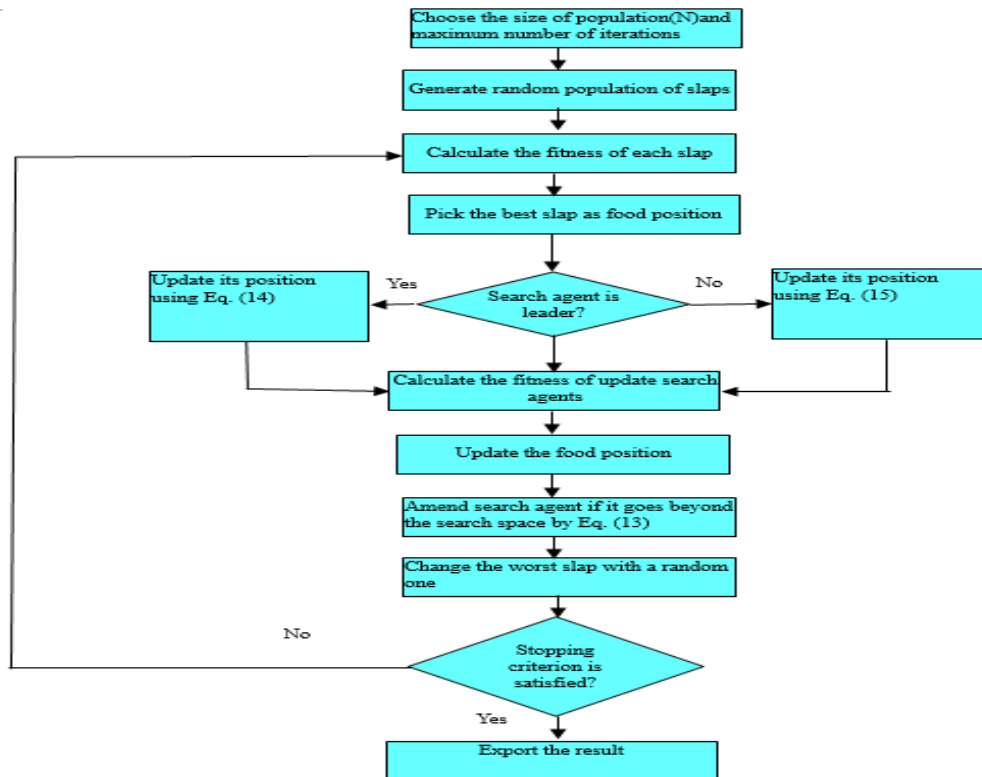 Choose the size of population(N)and
maximum number of iterations
Generate random population of slaps
Calculate the fitness of each slap
Pick the best slap as food position
Update its position
using Eq. (14)
Yes
Search agent is
leader?
No
Update its position
using Eq. (15)
Calculate the fitness of update search
agents
Update the food position
Amend search agent if it goes beyond
the search space by Eq. (13)
Change the worst slap with a random
one
No
Stopping
criterion is
satisfied?
Yes
Export the result